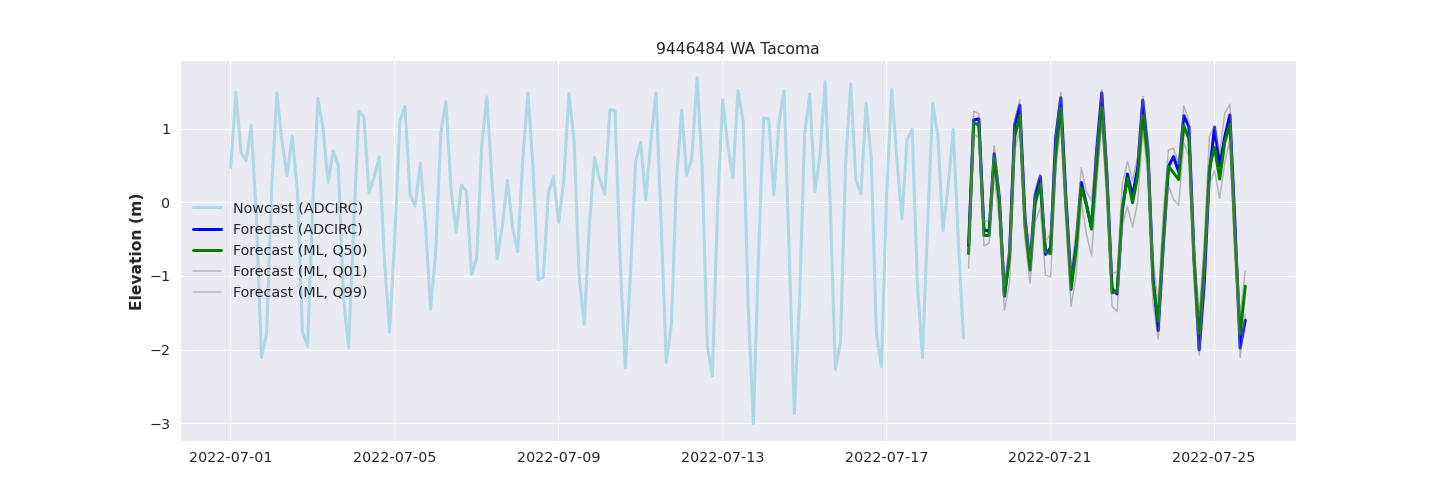 9446484 WA Tacoma
Elevation (m)
1
0
−1
−2
−3
Nowcast (ADCIRC)
Forecast (ADCIRC)
Forecast (ML, Q50)
Forecast (ML, Q01)
Forecast (ML, Q99)
2022-07-01 2022-07-05 2022-07-09 2022-07-13 2022-07-17 2022-07-21 2022-07-25